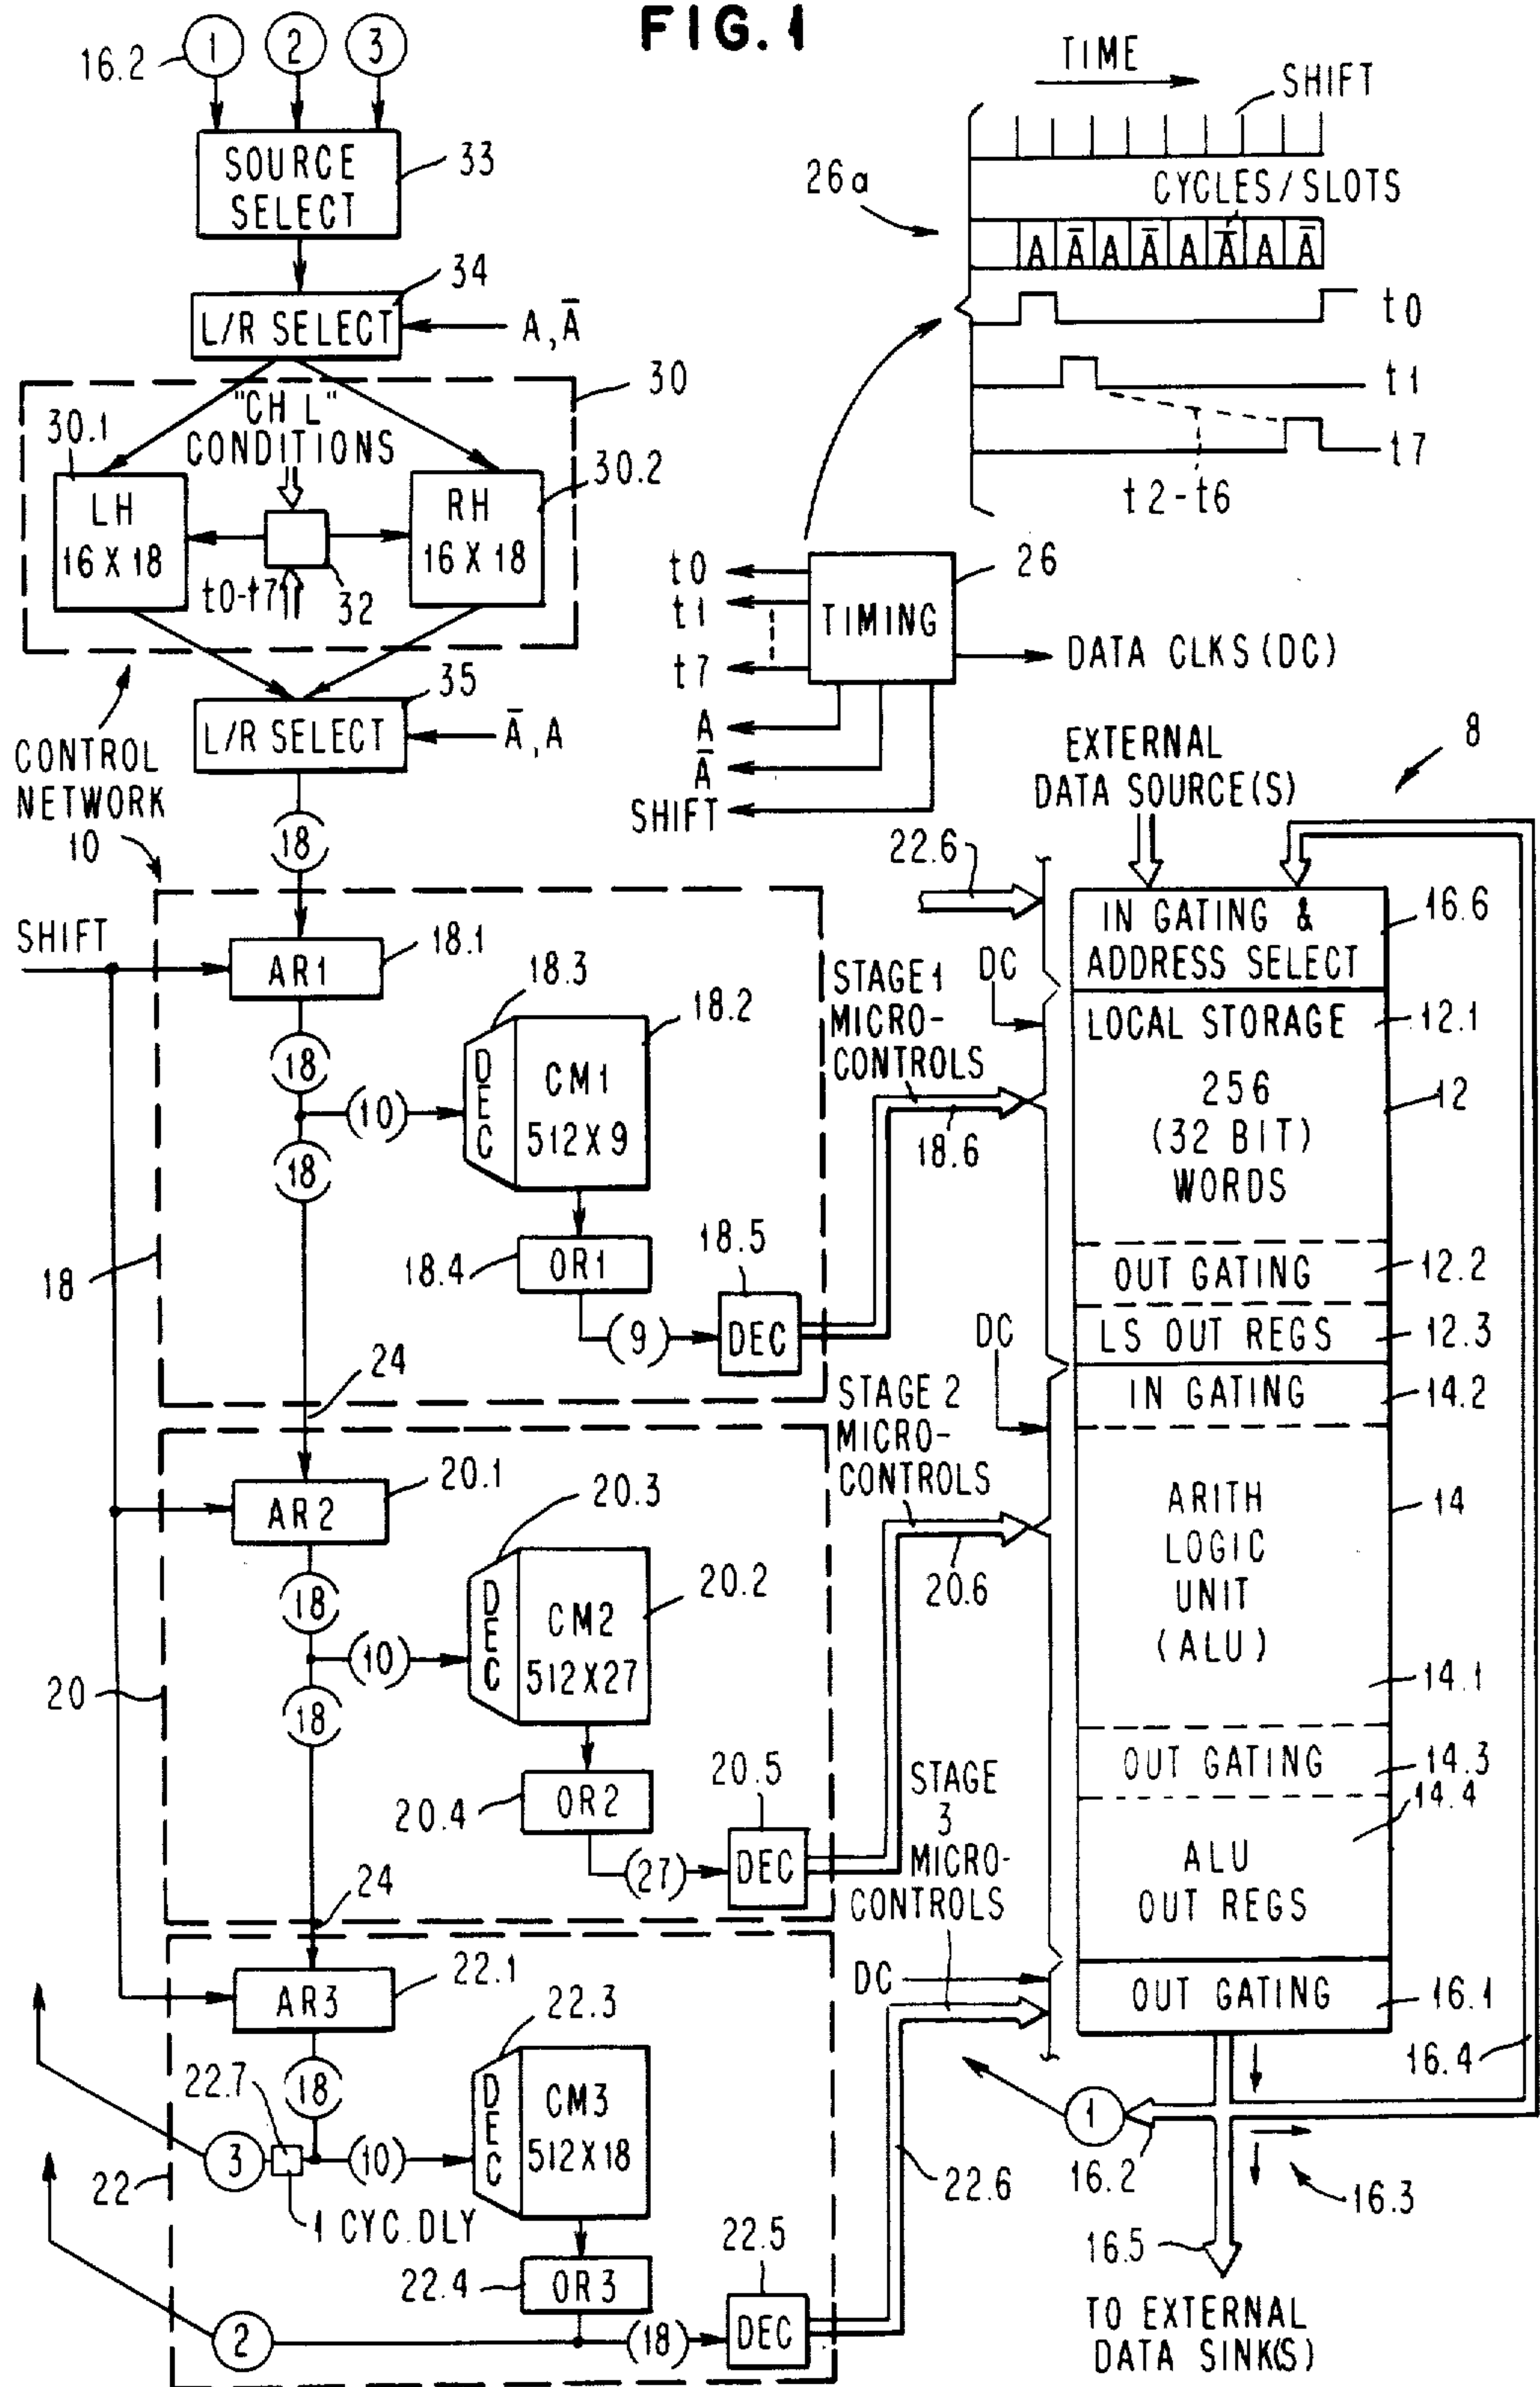 FIG. 1
16.2
1
2
3
SOURCE
SELECT
33
34
L/R SELECT
A, Ā
30
"CH L"
CONDITIONS
30.1
30.2
LH
16 X 18
RH
16 X 18
t0-t7
32
35
L/R SELECT
Ā, A
CONTROL
NETWORK
10
18
TIME
SHIFT
26a
CYCLES/SLOTS
A Ā A Ā A Ā A Ā
t0
t1
t7
t2-t6
t0
t1
t7
TIMING
26
DATA CLKS (DC)
A
Ā
SHIFT
SHIFT
AR1
18.1
18
18.3
18.2
DEC
CM1
512 X 9
(10)
18
18.4
OR1
18.5
(9)
DEC
18
24
STAGE 1
MICRO-
CONTROLS
18.6
AR2
20.1
18
20.3
20.2
DEC
CM2
512 X 27
(10)
18
20
20.4
OR2
20.5
(27)
DEC
24
STAGE 2
MICRO-
CONTROLS
20.6
AR3
22.1
18
22.3
DEC
CM3
512 X 18
22.7
3
(10)
22
1 CYC. DLY
22.4
OR3
22.5
2
(18)
DEC
STAGE
3
MICRO-
CONTROLS
22.6
EXTERNAL
DATA SOURCE(S)
8
22.6
IN GATING &
ADDRESS SELECT
16.6
DC
LOCAL STORAGE
12.1
256
(32 BIT)
WORDS
12
OUT GATING
12.2
DC
LS OUT REGS
12.3
IN GATING
14.2
ARITH
LOGIC
UNIT
(ALU)
14
14.1
OUT GATING
14.3
14.4
ALU
OUT REGS
DC
OUT GATING
16.1
16.4
1
16.2
16.3
16.5
TO EXTERNAL
DATA SINK(S)